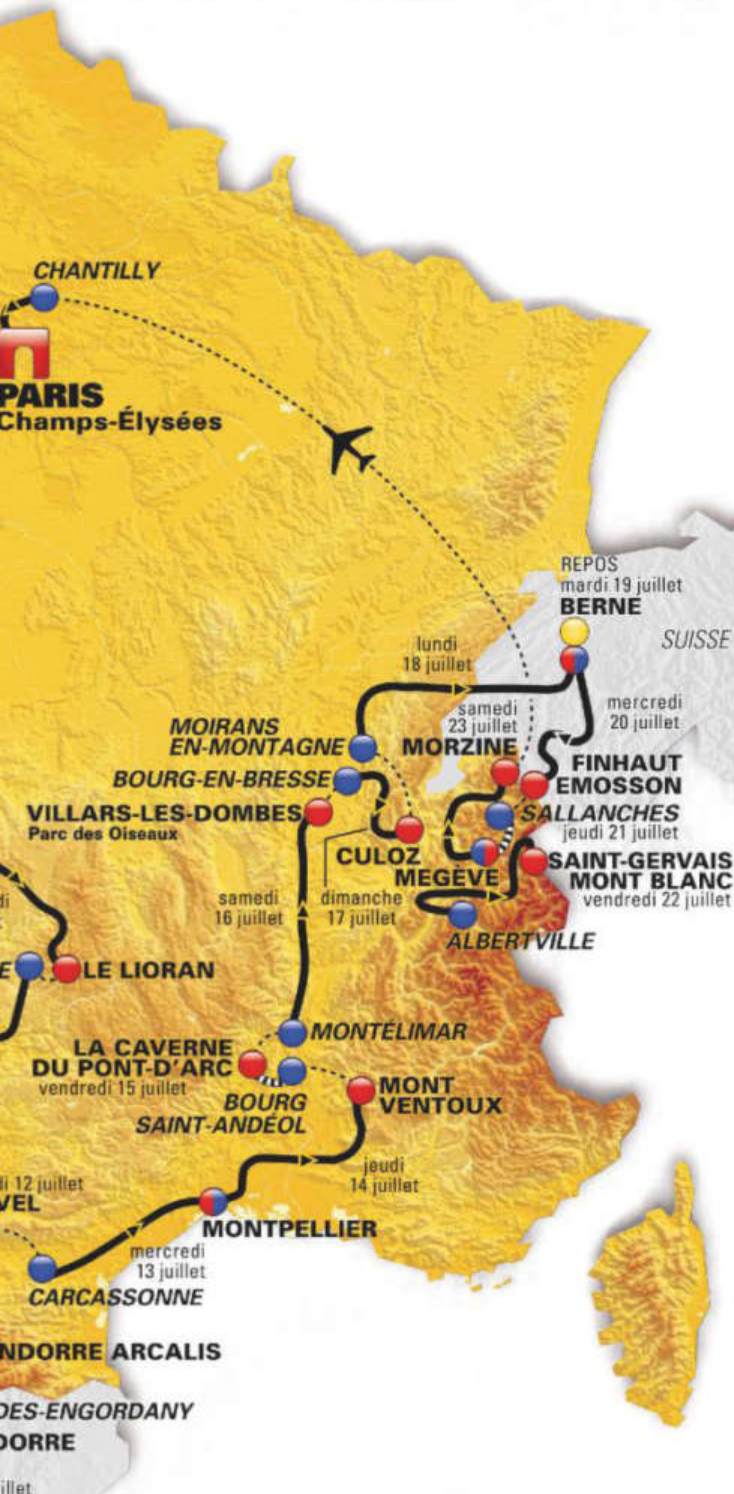 CHANTILLY
PARIS
Champs-Élysées
REPOS
mardi 19 juillet
BERNE
SUISSE
lundi
18 juillet
samedi
23 juillet
mercredi
20 juillet
MOIRANS
EN-MONTAGNE
MORZINE
FINHAUT
EMOSSON
BOURG-EN-BRESSE
VILLARS-LES-DOMBES
Parc des Oiseaux
SALLANCHES
jeudi 21 juillet
CULOZ
MEGÈVE
SAINT-GERVAIS
MONT BLANC
vendredi 22 juillet
samedi
16 juillet
dimanche
17 juillet
ALBERTVILLE
di
E
LE LIORAN
MONTÉLIMAR
LA CAVERNE
DU PONT-D'ARC
vendredi 15 juillet
BOURG
SAINT-ANDÉOL
MONT
VENTOUX
jeudi
14 juillet
di 12 juillet
VEL
MONTPELLIER
mercredi
13 juillet
CARCASSONNE
NDORRE ARCALIS
DES-ENGORDANY
DORRE
illet